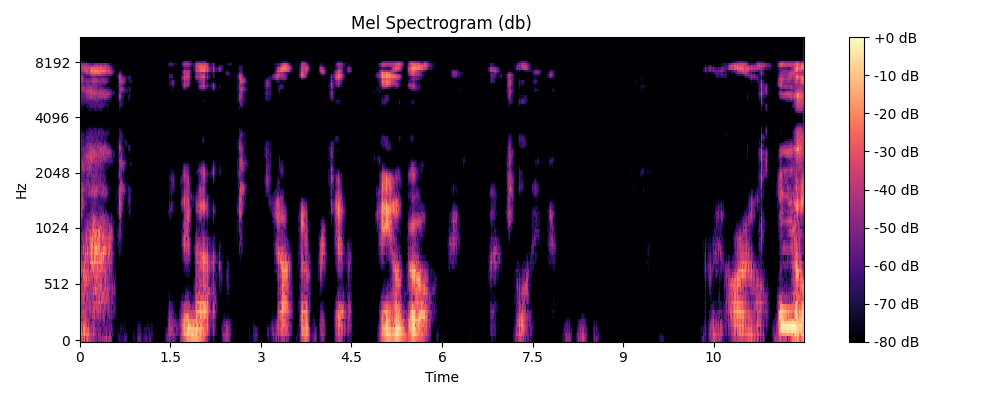 Mel Spectrogram (db)
Hz
8192
4096
2048
1024
512
0
0 1.5 3 4.5 6 7.5 9 10
Time
+0 dB
-10 dB
-20 dB
-30 dB
-40 dB
-50 dB
-60 dB
-70 dB
-80 dB